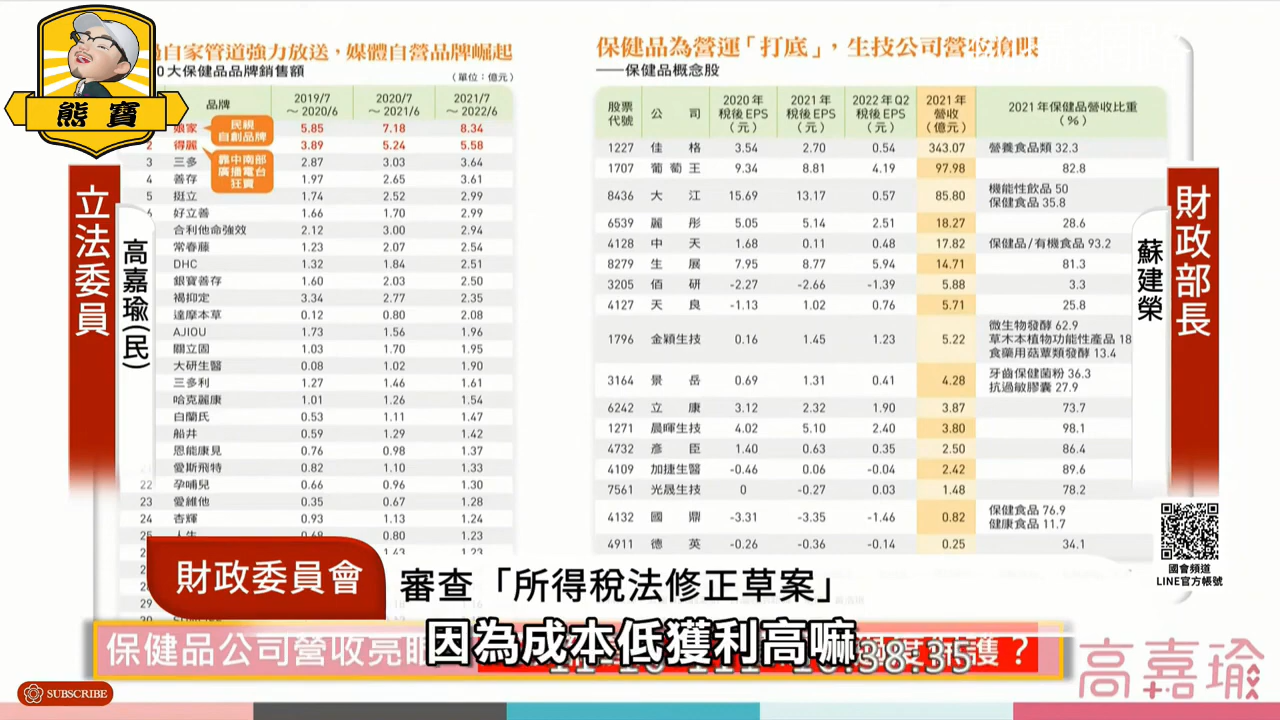 熊寶
自家管道強力放送，媒體自營品牌崛起
0大保健品品牌銷售額
（單位：億元）
品牌 2019/7～2020/6 2020/7～2021/6 2021/7～2022/6
娘家 5.85 7.18 8.34
民視自創品牌
2 得麗 3.89 5.24 5.58
靠中南部廣播電台狂賣
3 三多 2.87 3.03 3.64
4 善存 1.97 2.65 3.61
5 挺立 1.74 2.52 2.99
6 好立善 1.66 1.70 2.99
合利他命強效 2.12 3.00 2.94
常春藤 1.23 2.07 2.54
DHC 1.32 1.84 2.51
銀寶善存 1.60 2.03 2.50
褐抑定 3.34 2.77 2.35
達摩本草 0.12 0.80 2.08
AJIOU 1.73 1.56 1.96
關立固 1.03 1.70 1.95
大研生醫 0.08 1.02 1.90
三多利 1.27 1.46 1.61
哈克麗康 1.01 1.26 1.54
白蘭氏 0.53 1.11 1.47
船井 0.59 1.29 1.42
恩能康見 0.76 0.98 1.37
愛斯飛特 0.82 1.10 1.33
22 孕哺兒 0.66 0.96 1.30
23 愛維他 0.35 0.67 1.28
24 杏輝 0.93 1.13 1.24
25 人生 0.69 0.80 1.23
1.43 1.23
29
30
保健品為營運「打底」，生技公司營收搶眼
——保健品概念股
股票代號 公司 2020年稅後EPS（元） 2021年稅後EPS（元） 2022年Q2稅後EPS（元） 2021年營收（億元） 2021年保健品營收比重（%）
1227 佳格 3.54 2.70 0.54 343.07 營養食品類 32.3
1707 葡萄王 9.34 8.81 4.19 97.98 82.8
8436 大江 15.69 13.17 0.57 85.80 機能性飲品 50 保健食品 35.8
6539 麗彤 5.05 5.14 2.51 18.27 28.6
4128 中天 1.68 0.11 0.48 17.82 保健品/有機食品 93.2
8279 生展 7.95 8.77 5.94 14.71 81.3
3205 佰研 -2.27 -2.66 -1.39 5.88 3.3
4127 天良 -1.13 1.02 0.76 5.71 25.8
1796 金穎生技 0.16 1.45 1.23 5.22 微生物發酵 62.9 草木本植物功能性產品 18 食藥用菇蕈類發酵 13.4
3164 景岳 0.69 1.31 0.41 4.28 牙齒保健菌粉 36.3 抗過敏膠囊 27.9
6242 立康 3.12 2.32 1.90 3.87 73.7
1271 晨暉生技 4.02 5.10 2.40 3.80 98.1
4732 彥臣 1.40 0.63 0.35 2.50 86.4
4109 加捷生醫 -0.46 0.06 -0.04 2.42 89.6
7561 光晟生技 0 -0.27 0.03 1.48 78.2
4132 國鼎 -3.31 -3.35 -1.46 0.82 保健食品 76.9 健康食品 11.7
4911 德英 -0.26 -0.36 -0.14 0.25 34.1
立法委員
高嘉瑜(民)
財政部長
蘇建榮
國會頻道
LINE官方帳號
財政委員會
審查「所得稅法修正草案」
保健品公司營收亮眼
因為成本低獲利高嘛
高嘉瑜
SUBSCRIBE